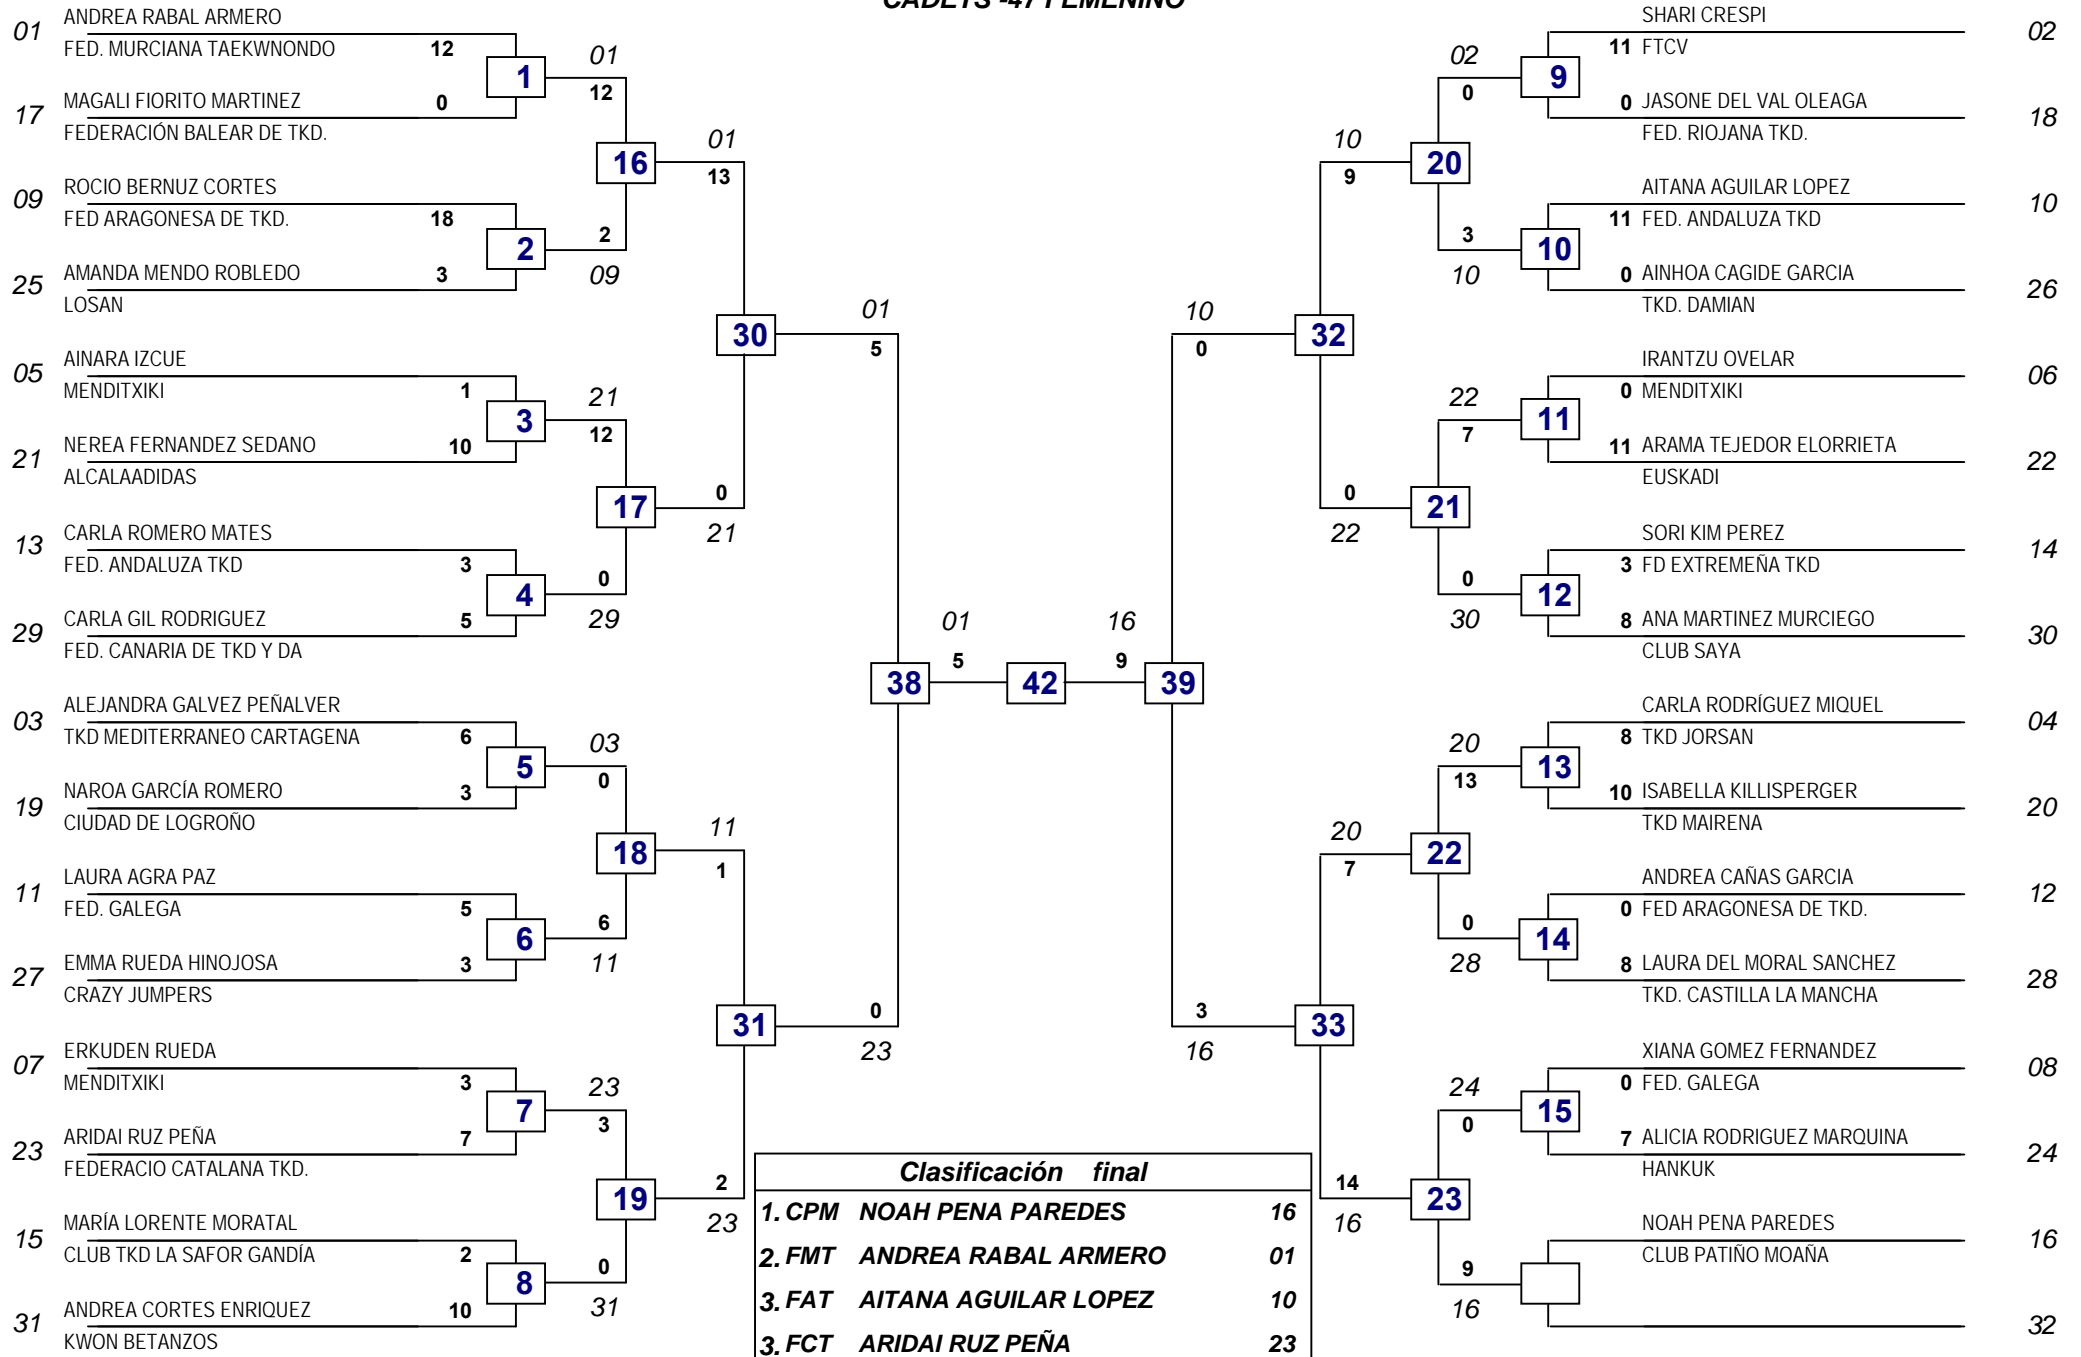 CADETS -47 FEMENINO
01
ANDREA RABAL ARMERO
FED. MURCIANA TAEKWNONDO
12
17
MAGALI FIORITO MARTINEZ
0
FEDERACIÓN BALEAR DE TKD.
1
01
12
09
ROCIO BERNUZ CORTES
FED ARAGONESA DE TKD.
18
25
AMANDA MENDO ROBLEDO
3
LOSAN
2
2
09
16
01
13
05
AINARA IZCUE
MENDITXIKI
1
21
NEREA FERNANDEZ SEDANO
10
ALCALAADIDAS
3
21
12
13
CARLA ROMERO MATES
FED. ANDALUZA TKD
3
29
CARLA GIL RODRIGUEZ
5
FED. CANARIA DE TKD Y DA
4
0
29
17
0
21
30
01
5
03
ALEJANDRA GALVEZ PEÑALVER
TKD MEDITERRANEO CARTAGENA
6
19
NAROA GARCÍA ROMERO
3
CIUDAD DE LOGROÑO
5
03
0
11
LAURA AGRA PAZ
FED. GALEGA
5
27
EMMA RUEDA HINOJOSA
3
CRAZY JUMPERS
6
6
11
18
11
1
07
ERKUDEN RUEDA
MENDITXIKI
3
23
ARIDAI RUZ PEÑA
7
FEDERACIO CATALANA TKD.
7
23
3
15
MARÍA LORENTE MORATAL
CLUB TKD LA SAFOR GANDÍA
2
31
ANDREA CORTES ENRIQUEZ
10
KWON BETANZOS
8
0
31
19
2
23
31
0
23
38
01
5
42
16
9
39
10
0
32
10
9
20
02
0
9
SHARI CRESPI
02
11 FTCV
0 JASONE DEL VAL OLEAGA
18
FED. RIOJANA TKD.
3
10
10
AITANA AGUILAR LOPEZ
10
11 FED. ANDALUZA TKD
0 AINHOA CAGIDE GARCIA
26
TKD. DAMIAN
0
22
21
22
7
11
IRANTZU OVELAR
06
0 MENDITXIKI
11 ARAMA TEJEDOR ELORRIETA
22
EUSKADI
0
30
12
SORI KIM PEREZ
14
3 FD EXTREMEÑA TKD
8 ANA MARTINEZ MURCIEGO
30
CLUB SAYA
3
16
33
20
7
22
20
13
13
CARLA RODRÍGUEZ MIQUEL
04
8 TKD JORSAN
10 ISABELLA KILLISPERGER
20
TKD MAIRENA
0
28
14
ANDREA CAÑAS GARCIA
12
0 FED ARAGONESA DE TKD.
8 LAURA DEL MORAL SANCHEZ
28
TKD. CASTILLA LA MANCHA
14
16
23
24
0
15
XIANA GOMEZ FERNANDEZ
08
0 FED. GALEGA
7 ALICIA RODRIGUEZ MARQUINA
24
HANKUK
9
16
NOAH PENA PAREDES
16
CLUB PATIÑO MOAÑA
32
Clasificación final
1. CPM NOAH PENA PAREDES 16
2. FMT ANDREA RABAL ARMERO 01
3. FAT AITANA AGUILAR LOPEZ 10
3. FCT ARIDAI RUZ PEÑA 23